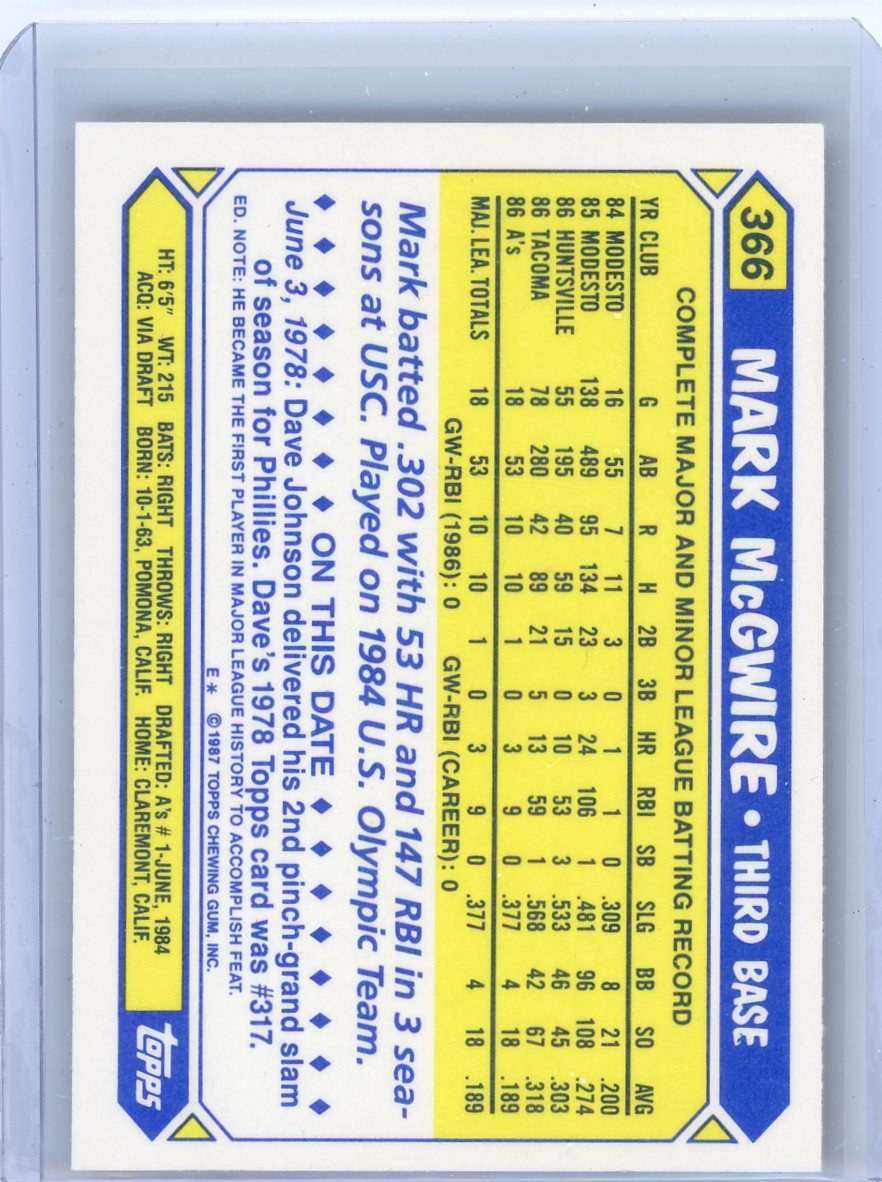 366 MARK McGWIRE • THIRD BASE
COMPLETE MAJOR AND MINOR LEAGUE BATTING RECORD
YR CLUB G AB R H 2B 3B HR RBI SB SLG BB SO AVG
84 MODESTO 16 55 7 11 3 0 1 1 0 .309 8 21 .200
85 MODESTO 138 489 95 134 23 3 24 106 1 .481 96 108 .274
86 HUNTSVILLE 55 195 40 59 15 0 10 53 3 .533 46 45 .303
86 TACOMA 78 280 42 89 21 5 13 59 1 .568 42 67 .318
86 A's 18 53 10 10 1 0 3 9 0 .377 4 18 .189
MAJ. LEA. TOTALS 18 53 10 10 1 0 3 9 0 .377 4 18 .189
GW-RBI (1986): 0 GW-RBI (CAREER): 0
Mark batted .302 with 53 HR and 147 RBI in 3 sea-
sons at USC. Played on 1984 U.S. Olympic Team.
♦ ♦ ♦ ♦ ♦ ♦ ♦ ♦ ON THIS DATE ♦ ♦ ♦ ♦ ♦ ♦ ♦ ♦
June 3, 1978: Dave Johnson delivered his 2nd pinch-grand slam
of season for Phillies. Dave's 1978 Topps card was #317.
ED. NOTE: HE BECAME THE FIRST PLAYER IN MAJOR LEAGUE HISTORY TO ACCOMPLISH FEAT.
E* ©1987 TOPPS CHEWING GUM, INC.
HT: 6'5" WT: 215 BATS: RIGHT THROWS: RIGHT DRAFTED: A's # 1-JUNE, 1984
ACQ: VIA DRAFT BORN: 10-1-63, POMONA, CALIF. HOME: CLAREMONT, CALIF.
topps